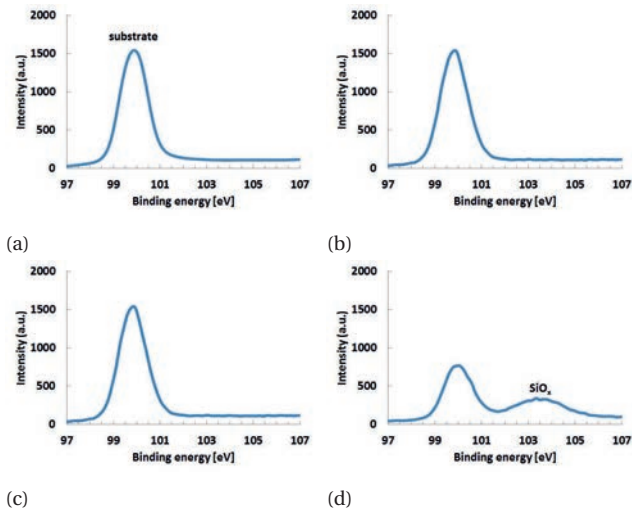 2000
substrate
1500
1000
500
0
97 99 101 103 105 107
Intensity (a.u.)
Binding energy [eV]
(a)
2000
1500
1000
500
0
97 99 101 103 105 107
Intensity (a.u.)
Binding energy [eV]
(b)
2000
1500
1000
500
0
97 99 101 103 105 107
Intensity (a.u.)
Binding energy [eV]
(c)
2000
1500
1000
SiOₓ
500
0
97 99 101 103 105 107
Intensity (a.u.)
Binding energy [eV]
(d)